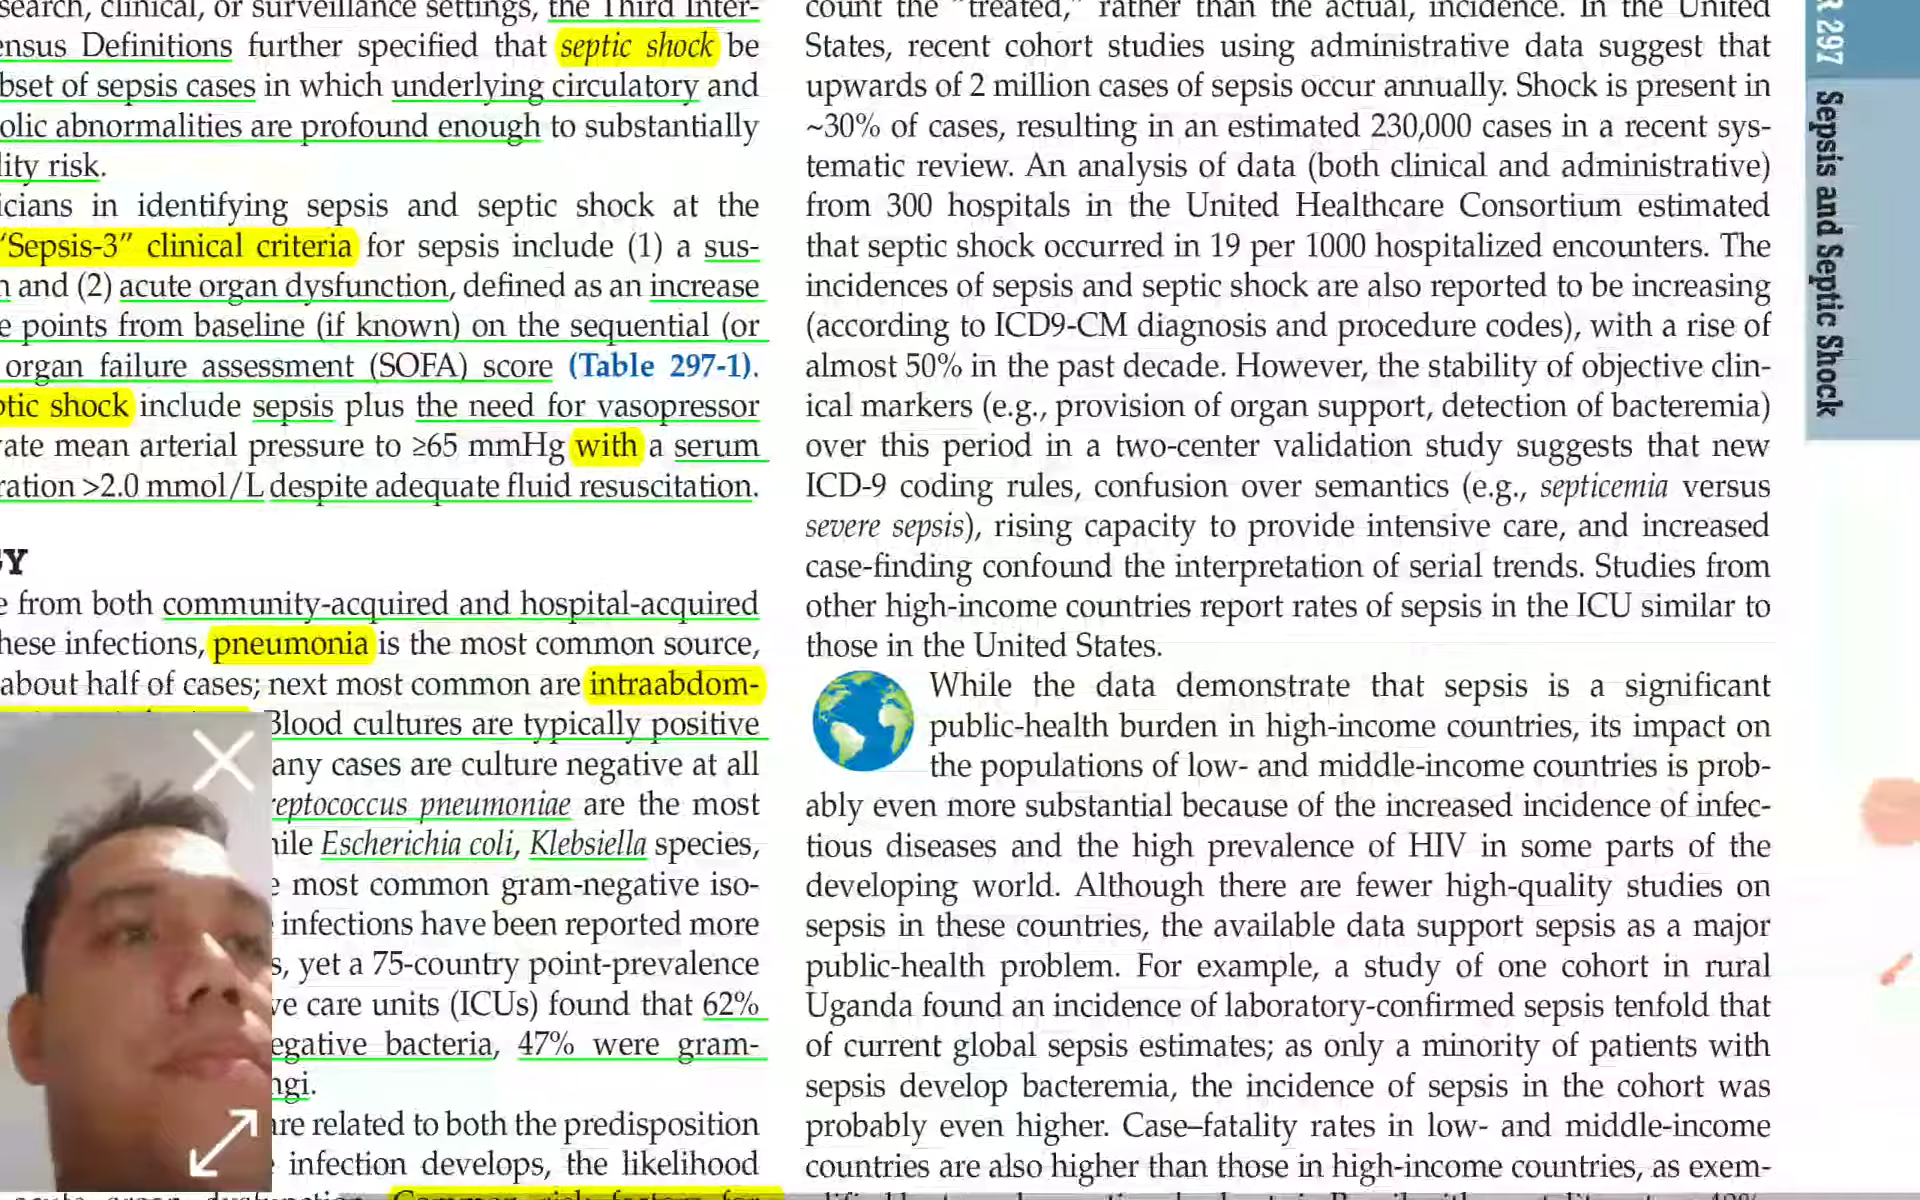 search, clinical, or surveillance settings, the Third Inter-
ensus Definitions further specified that septic shock be
bset of sepsis cases in which underlying circulatory and
olic abnormalities are profound enough to substantially
lity risk.
icians in identifying sepsis and septic shock at the
“Sepsis-3” clinical criteria for sepsis include (1) a sus-
n and (2) acute organ dysfunction, defined as an increase
e points from baseline (if known) on the sequential (or
organ failure assessment (SOFA) score (Table 297-1).
ptic shock include sepsis plus the need for vasopressor
vate mean arterial pressure to ≥65 mmHg with a serum
ration >2.0 mmol/L despite adequate fluid resuscitation.
GY
e from both community-acquired and hospital-acquired
hese infections, pneumonia is the most common source,
about half of cases; next most common are intraabdom-
Blood cultures are typically positive
any cases are culture negative at all
reptococcus pneumoniae are the most
hile Escherichia coli, Klebsiella species,
e most common gram-negative iso-
infections have been reported more
s, yet a 75-country point-prevalence
ve care units (ICUs) found that 62%
egative bacteria, 47% were gram-
ngi.
are related to both the predisposition
infection develops, the likelihood
count the “treated,” rather than the actual, incidence. In the United
States, recent cohort studies using administrative data suggest that
upwards of 2 million cases of sepsis occur annually. Shock is present in
~30% of cases, resulting in an estimated 230,000 cases in a recent sys-
tematic review. An analysis of data (both clinical and administrative)
from 300 hospitals in the United Healthcare Consortium estimated
that septic shock occurred in 19 per 1000 hospitalized encounters. The
incidences of sepsis and septic shock are also reported to be increasing
(according to ICD9-CM diagnosis and procedure codes), with a rise of
almost 50% in the past decade. However, the stability of objective clin-
ical markers (e.g., provision of organ support, detection of bacteremia)
over this period in a two-center validation study suggests that new
ICD-9 coding rules, confusion over semantics (e.g., septicemia versus
severe sepsis), rising capacity to provide intensive care, and increased
case-finding confound the interpretation of serial trends. Studies from
other high-income countries report rates of sepsis in the ICU similar to
those in the United States.
While the data demonstrate that sepsis is a significant
public-health burden in high-income countries, its impact on
the populations of low- and middle-income countries is prob-
ably even more substantial because of the increased incidence of infec-
tious diseases and the high prevalence of HIV in some parts of the
developing world. Although there are fewer high-quality studies on
sepsis in these countries, the available data support sepsis as a major
public-health problem. For example, a study of one cohort in rural
Uganda found an incidence of laboratory-confirmed sepsis tenfold that
of current global sepsis estimates; as only a minority of patients with
sepsis develop bacteremia, the incidence of sepsis in the cohort was
probably even higher. Case–fatality rates in low- and middle-income
countries are also higher than those in high-income countries, as exem-
R 297 Sepsis and Septic Shock